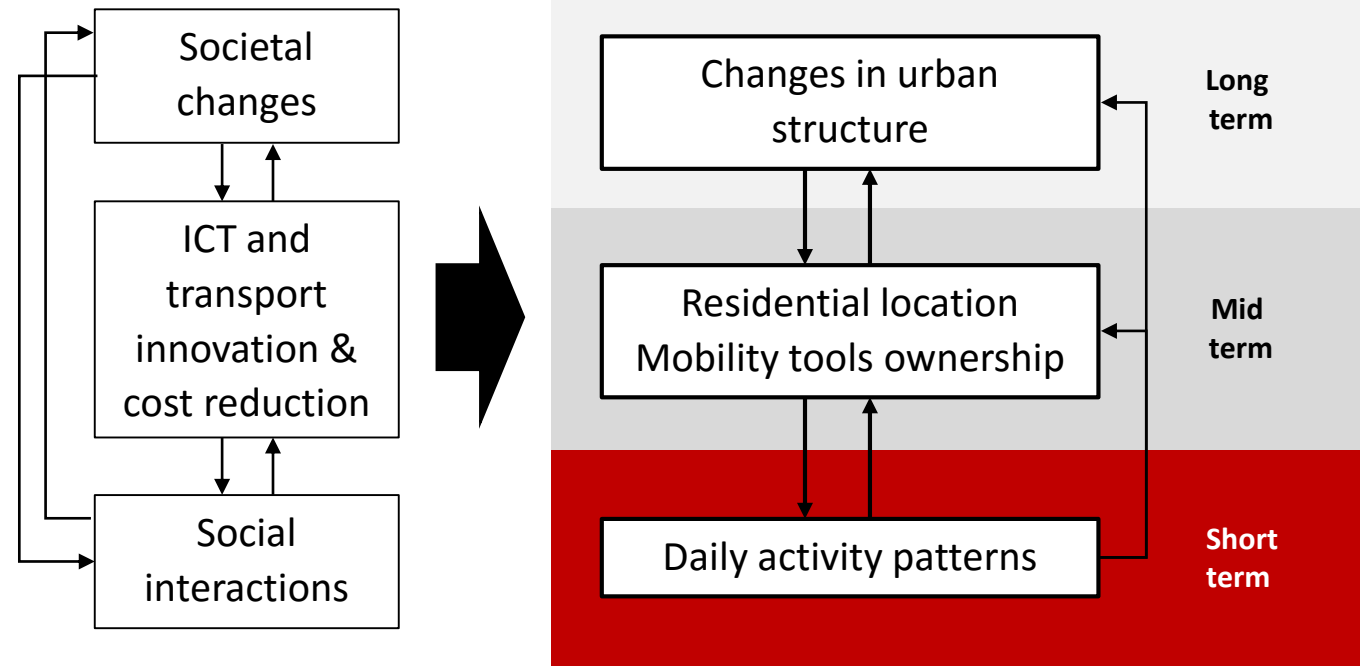 Societal
changes
ICT and
transport
innovation &
cost reduction
Social
interactions
Changes in urban
structure
Long
term
Residential location
Mobility tools ownership
Mid
term
Daily activity patterns
Short
term